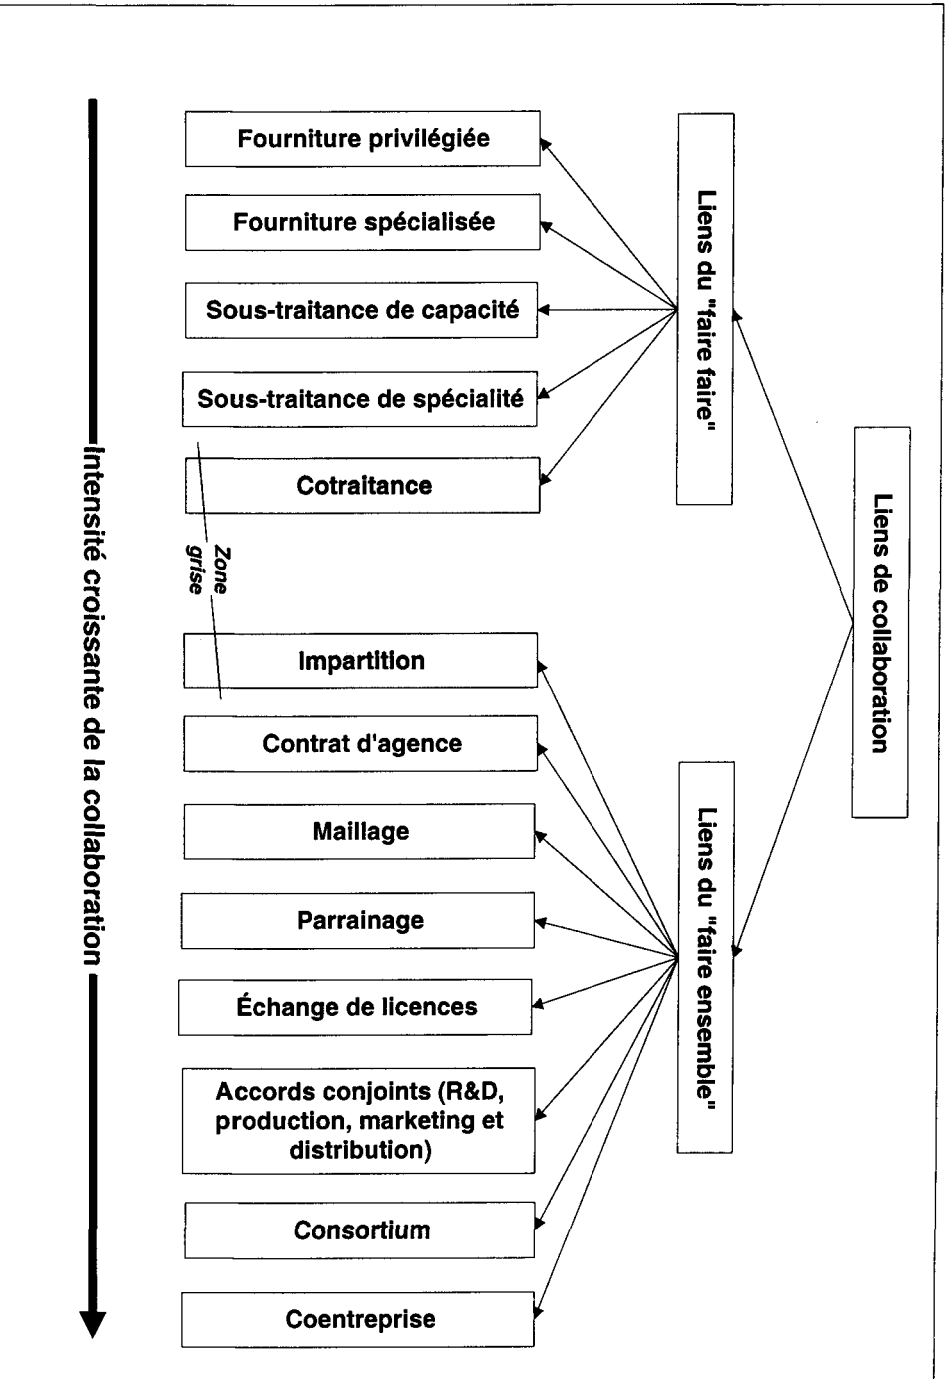 Liens de collaboration
Liens du "faire faire"
Fourniture privilégiée
Fourniture spécialisée
Sous-traitance de capacité
Sous-traitance de spécialité
Cotraitance
Zone
grise
Liens du "faire ensemble"
Impartition
Contrat d'agence
Maillage
Parrainage
Échange de licences
Accords conjoints (R&D,
production, marketing et
distribution)
Consortium
Coentreprise
Intensité croissante de la collaboration